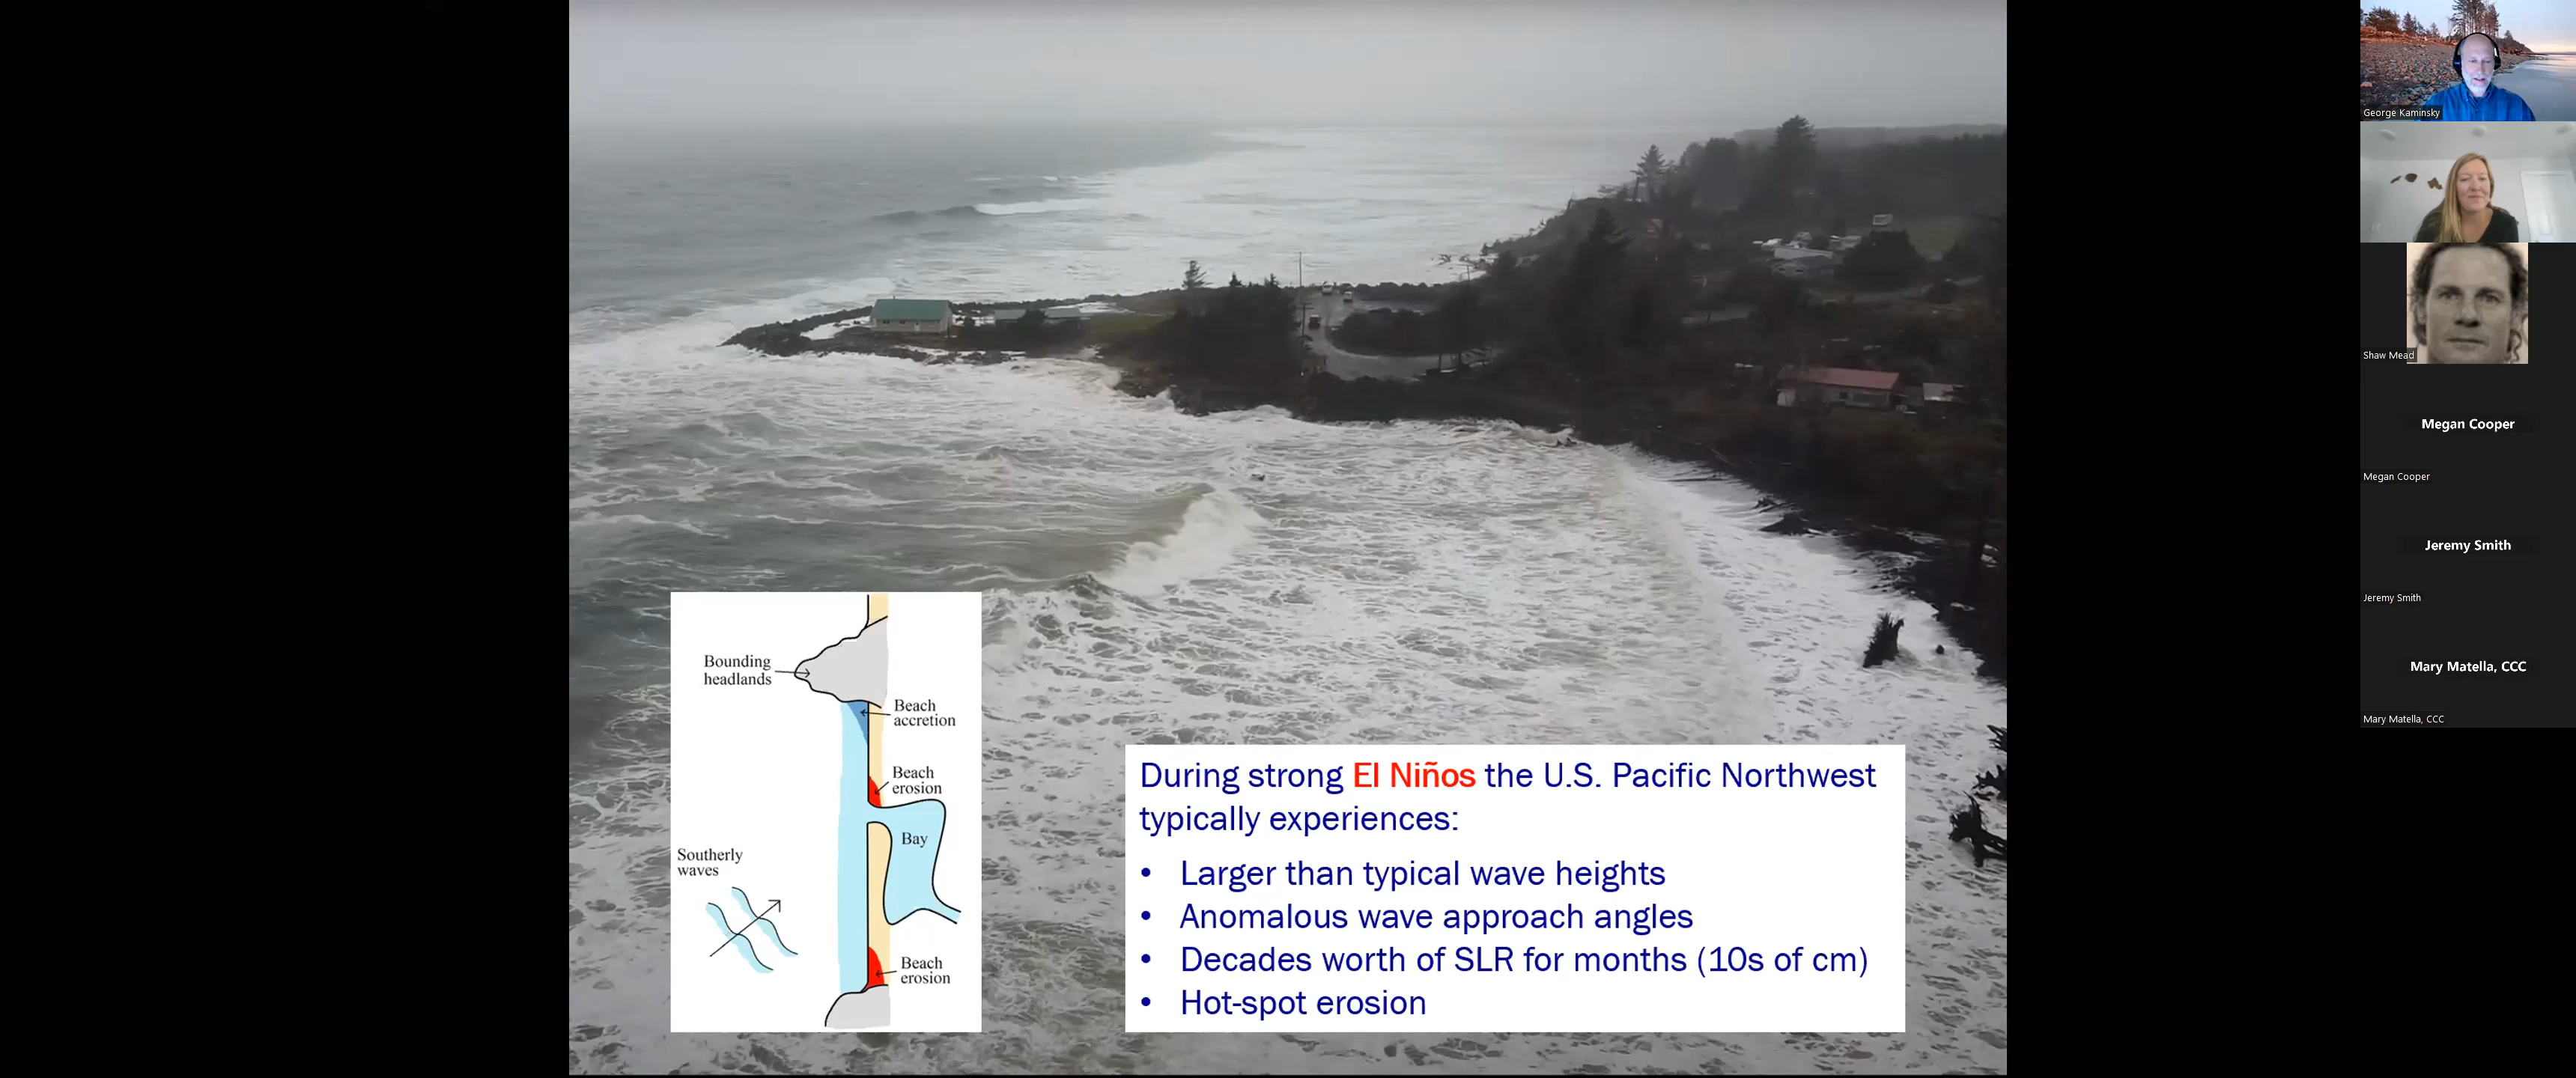 Bounding
headlands
Beach
accretion
Beach
erosion
Bay
Southerly
waves
Beach
erosion
During strong El Niños the U.S. Pacific Northwest
typically experiences:
• Larger than typical wave heights
• Anomalous wave approach angles
• Decades worth of SLR for months (10s of cm)
• Hot-spot erosion
George Kaminsky
Shaw Mead
Megan Cooper
Megan Cooper
Jeremy Smith
Jeremy Smith
Mary Matella, CCC
Mary Matella, CCC